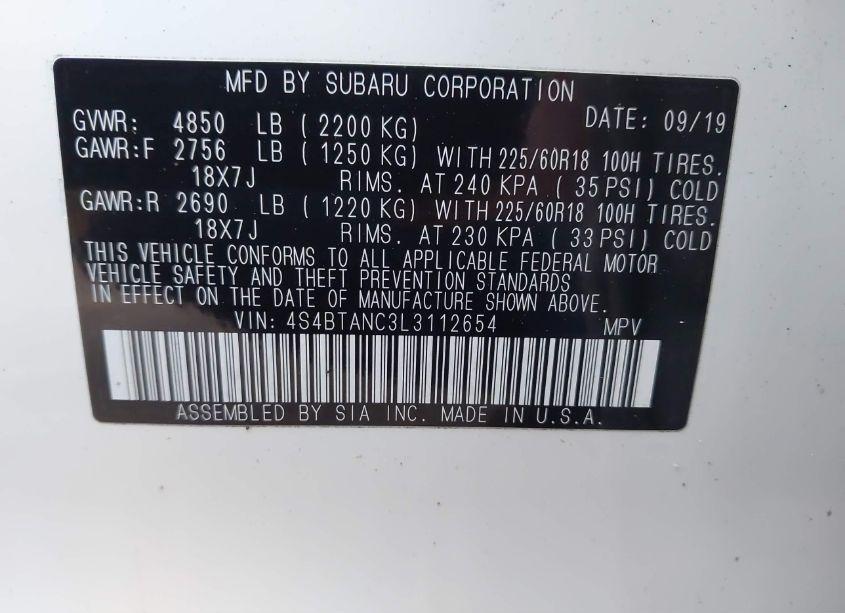 MFD BY SUBARU CORPORATION
GVWR: 4850 LB ( 2200 KG) DATE: 09/19
GAWR:F 2756 LB ( 1250 KG) WITH 225/60R18 100H TIRES.
18X7J RIMS. AT 240 KPA ( 35 PSI) COLD
GAWR:R 2690 LB ( 1220 KG) WITH 225/60R18 100H TIRES.
18X7J RIMS. AT 230 KPA ( 33 PSI) COLD
THIS VEHICLE CONFORMS TO ALL APPLICABLE FEDERAL MOTOR
VEHICLE SAFETY AND THEFT PREVENTION STANDARDS
IN EFFECT ON THE DATE OF MANUFACTURE SHOWN ABOVE.
VIN: 4S4BTANC3L3112654 MPV
ASSEMBLED BY SIA INC. MADE IN U.S.A.